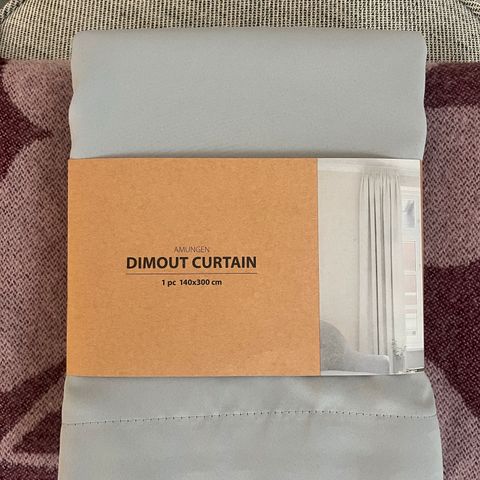 AMUNGEN
DIMOUT CURTAIN
1 pc 140x300 cm